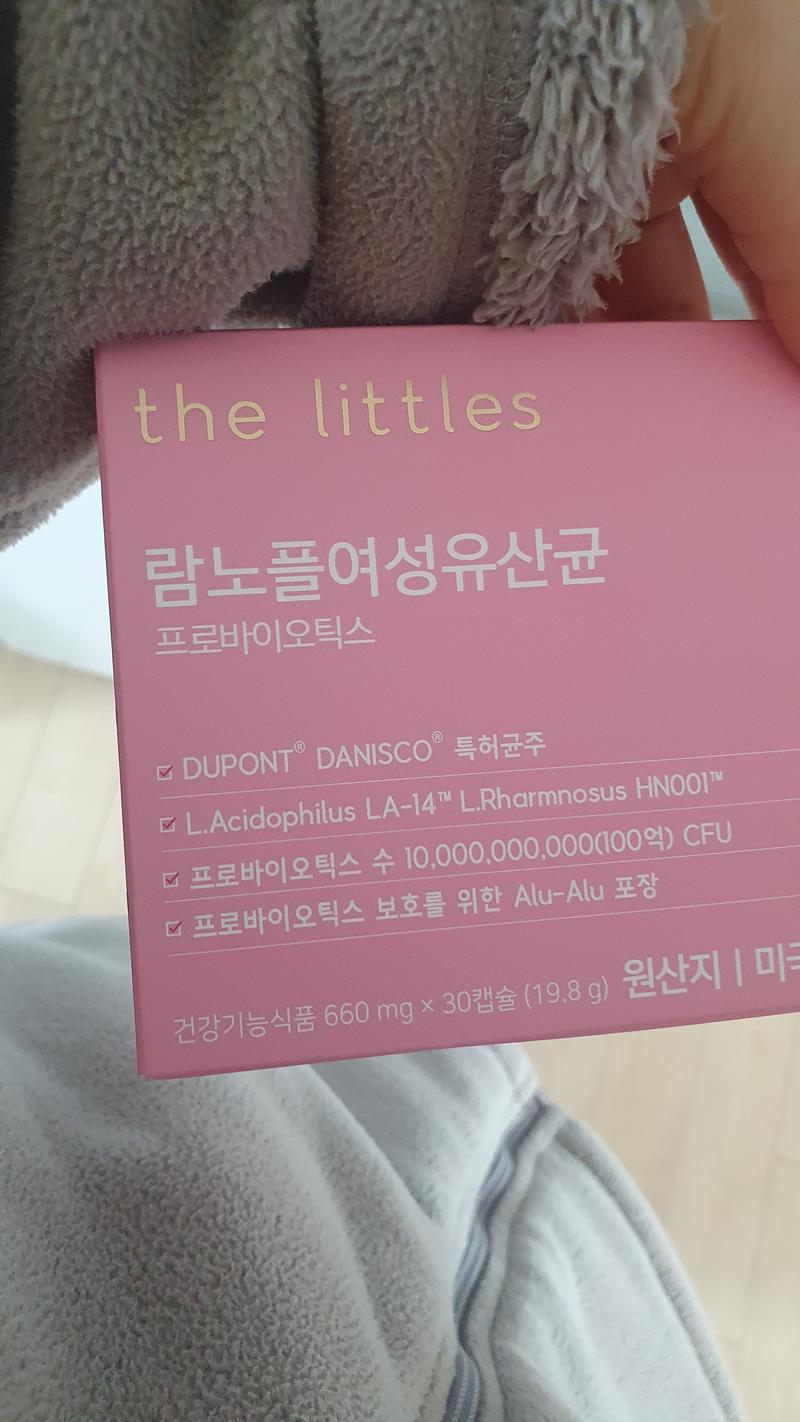 the littles
람노플여성유산균
프로바이오틱스
DUPONT® DANISCO® 특허균주
L.Acidophilus LA-14™ L.Rharmnosus HN001™
프로바이오틱스 수 10,000,000,000(100억) CFU
프로바이오틱스 보호를 위한 Alu-Alu 포장
건강기능식품 660 mg × 30캡슐 (19.8 g) 원산지 | 미국